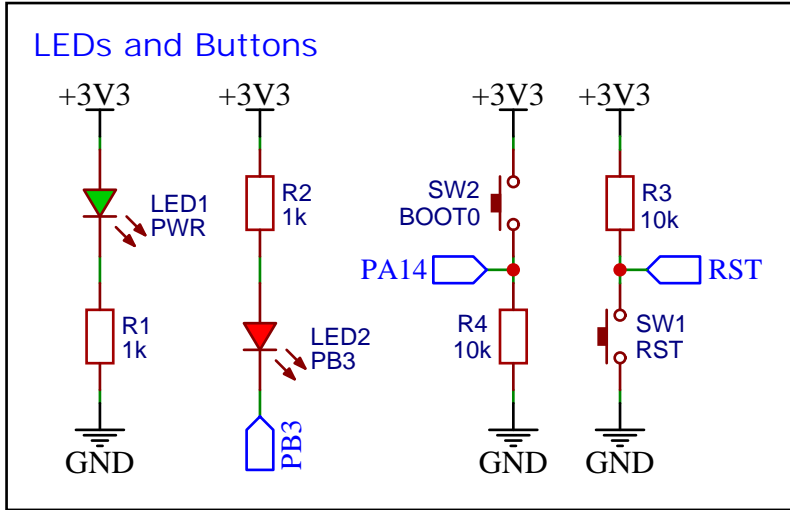 LEDs and Buttons
+3V3
+3V3
+3V3
+3V3
LED1
PWR
R2
1k
SW2
BOOT0
R3
10k
PA14
RST
R1
1k
LED2
PB3
R4
10k
SW1
RST
PB3
GND
GND
GND